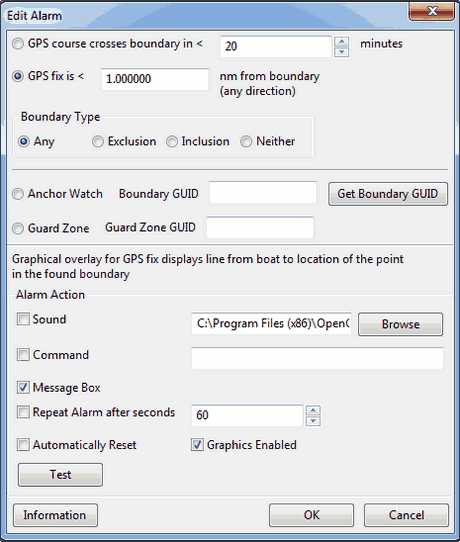 Edit Alarm
GPS course crosses boundary in < 20 minutes
GPS fix is < 1.000000 nm from boundary
(any direction)
Boundary Type
Any Exclusion Inclusion Neither
Anchor Watch Boundary GUID Get Boundary GUID
Guard Zone Guard Zone GUID
Graphical overlay for GPS fix displays line from boat to location of the point
in the found boundary
Alarm Action
Sound C:\Program Files (x86)\Open Browse
Command
Message Box
Repeat Alarm after seconds 60
Automatically Reset Graphics Enabled
Test
Information OK Cancel